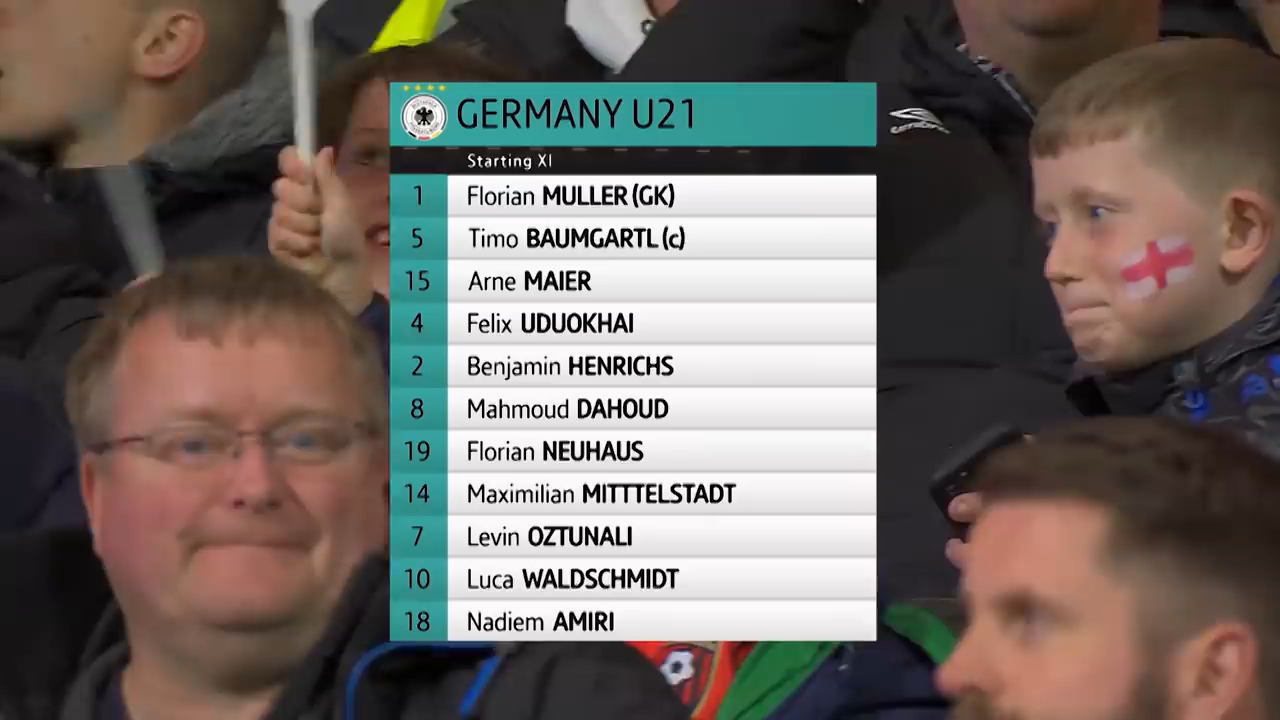 GERMANY U21
Starting XI
1 Florian MULLER (GK)
5 Timo BAUMGARTL (c)
15 Arne MAIER
4 Felix UDUOKHAI
2 Benjamin HENRICHS
8 Mahmoud DAHOUD
19 Florian NEUHAUS
14 Maximilian MITTTELSTADT
7 Levin OZTUNALI
10 Luca WALDSCHMIDT
18 Nadiem AMIRI